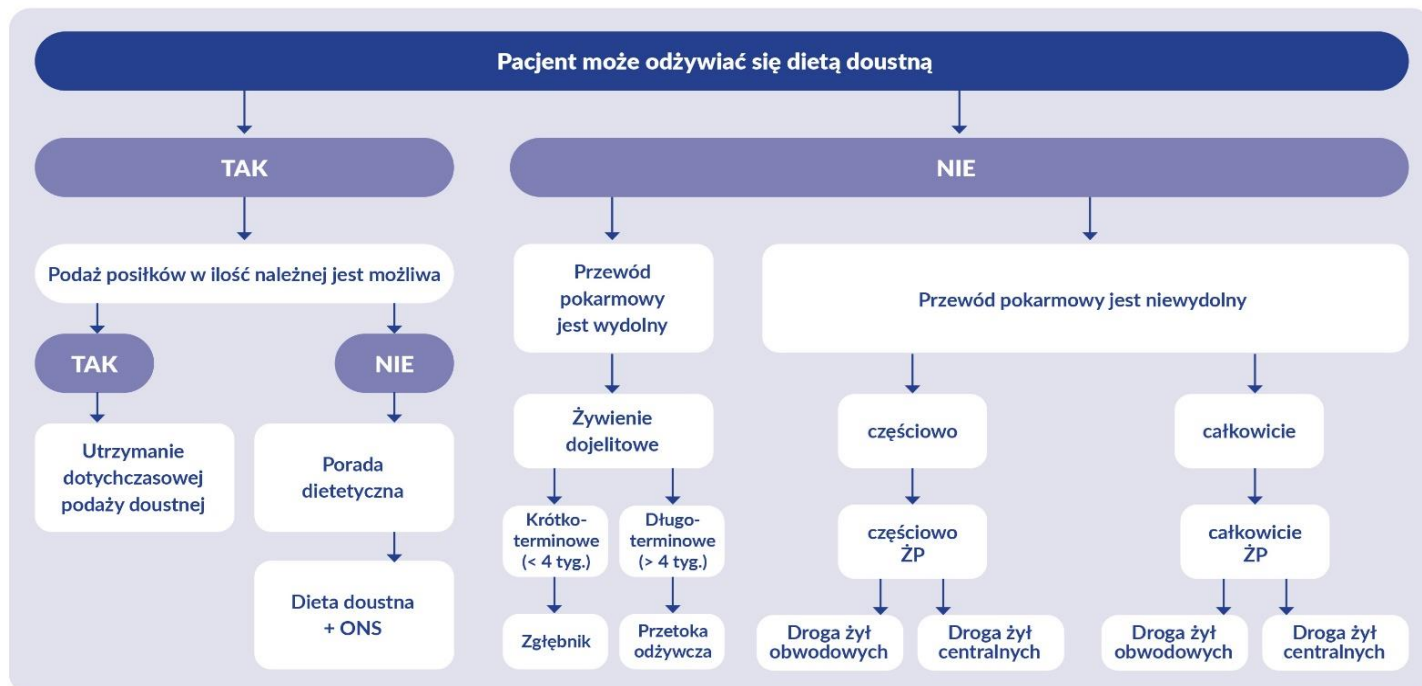 Pacjent może odżywiać się dietą doustną
TAK
NIE
Podaż posiłków w ilość należnej jest możliwa
TAK
NIE
Utrzymanie
dotychczasowej
podaży doustnej
Porada
dietetyczna
Dieta doustna
+ ONS
Przewód
pokarmowy
jest wydolny
Żywienie
dojelitowe
Krótko-
terminowe
(< 4 tyg.)
Długo-
terminowe
(> 4 tyg.)
Zgłębnik
Przetoka
odżywcza
Przewód pokarmowy jest niewydolny
częściowo
całkowicie
częściowo
ŻP
całkowicie
ŻP
Droga żył
obwodowych
Droga żył
centralnych
Droga żył
obwodowych
Droga żył
centralnych